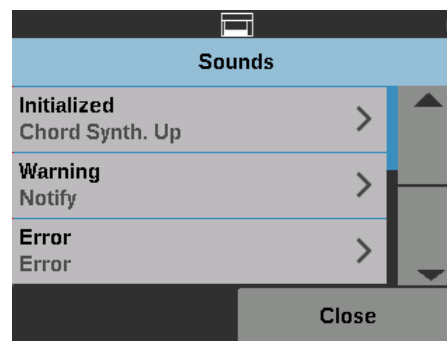 Sounds
Initialized
Chord Synth. Up
Warning
Notify
Error
Error
Close